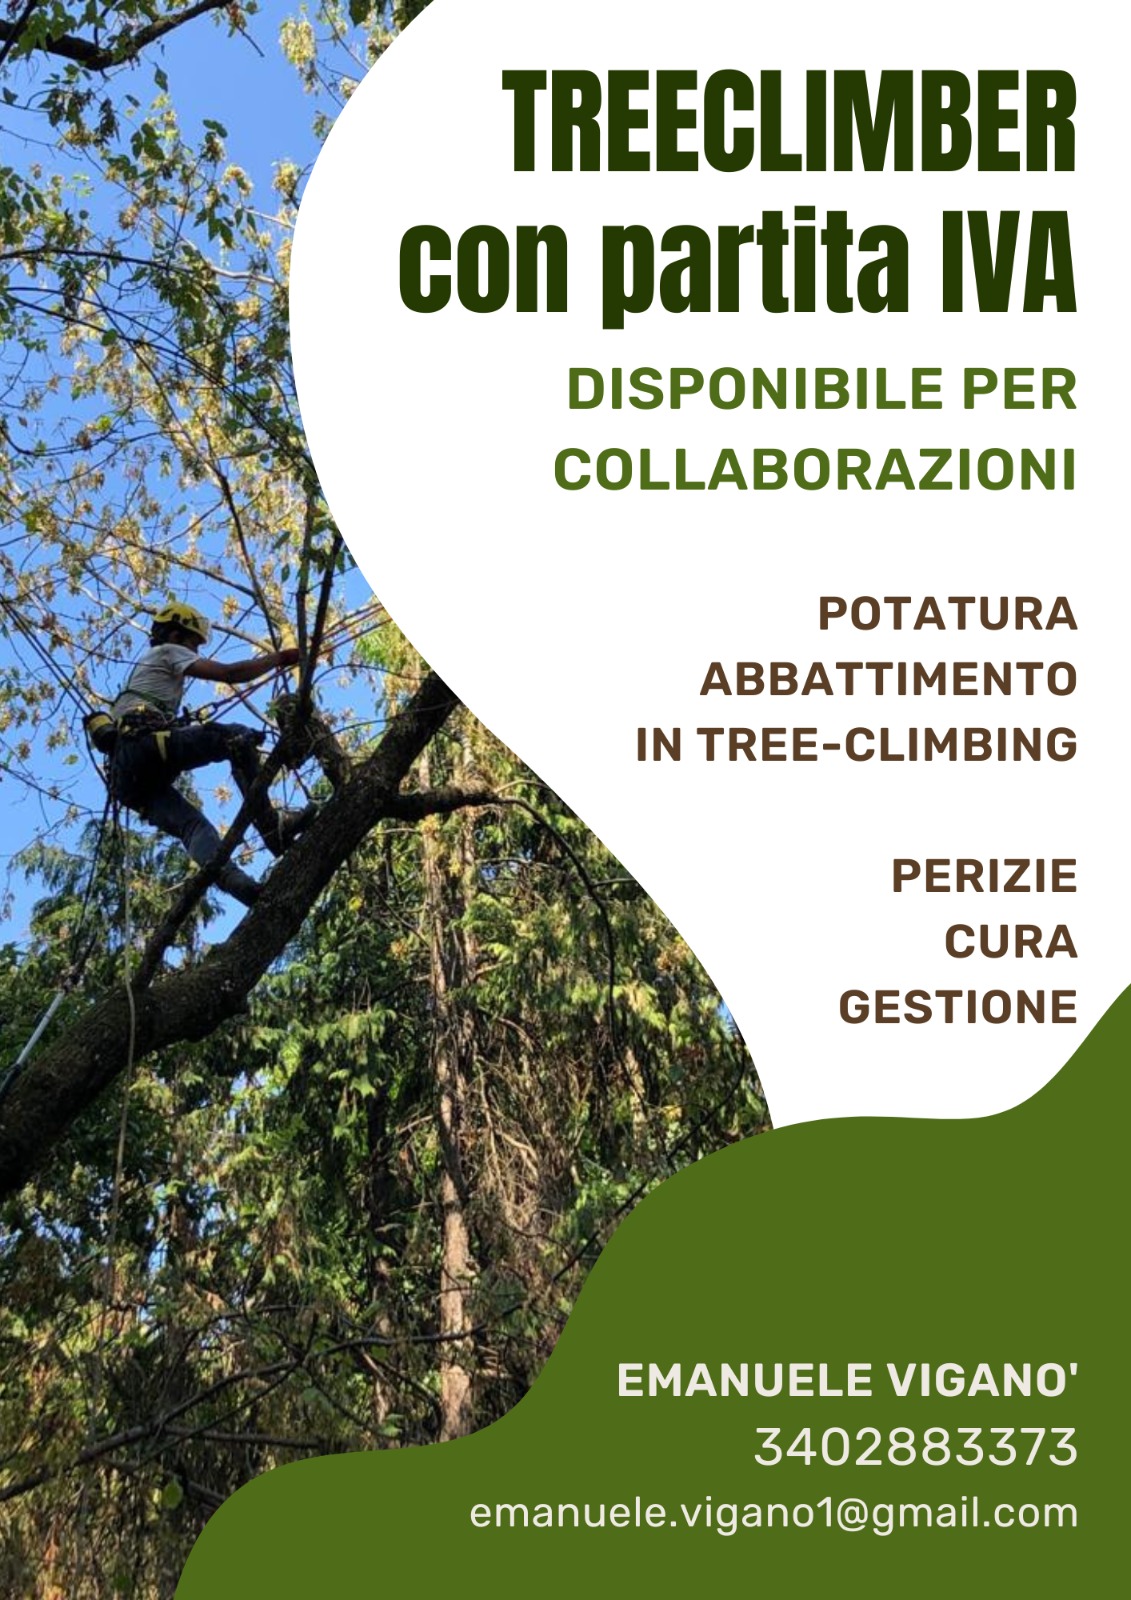 TREECLIMBER
con partita IVA
DISPONIBILE PER
COLLABORAZIONI
POTATURA
ABBATTIMENTO
IN TREE-CLIMBING
PERIZIE
CURA
GESTIONE
EMANUELE VIGANO'
3402883373
emanuele.vigano1@gmail.com